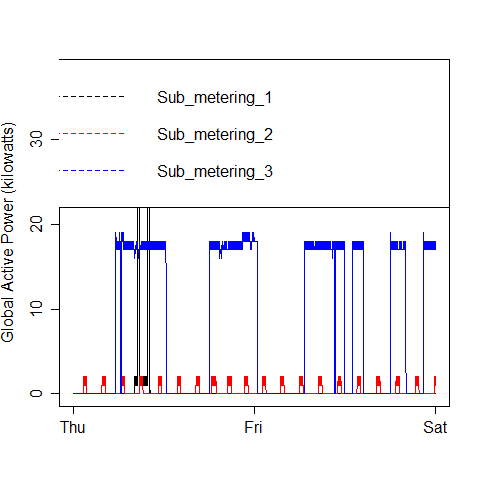 Sub_metering_1
Sub_metering_2
Sub_metering_3
Global Active Power (kilowatts)
30
20
10
0
Thu Fri Sat